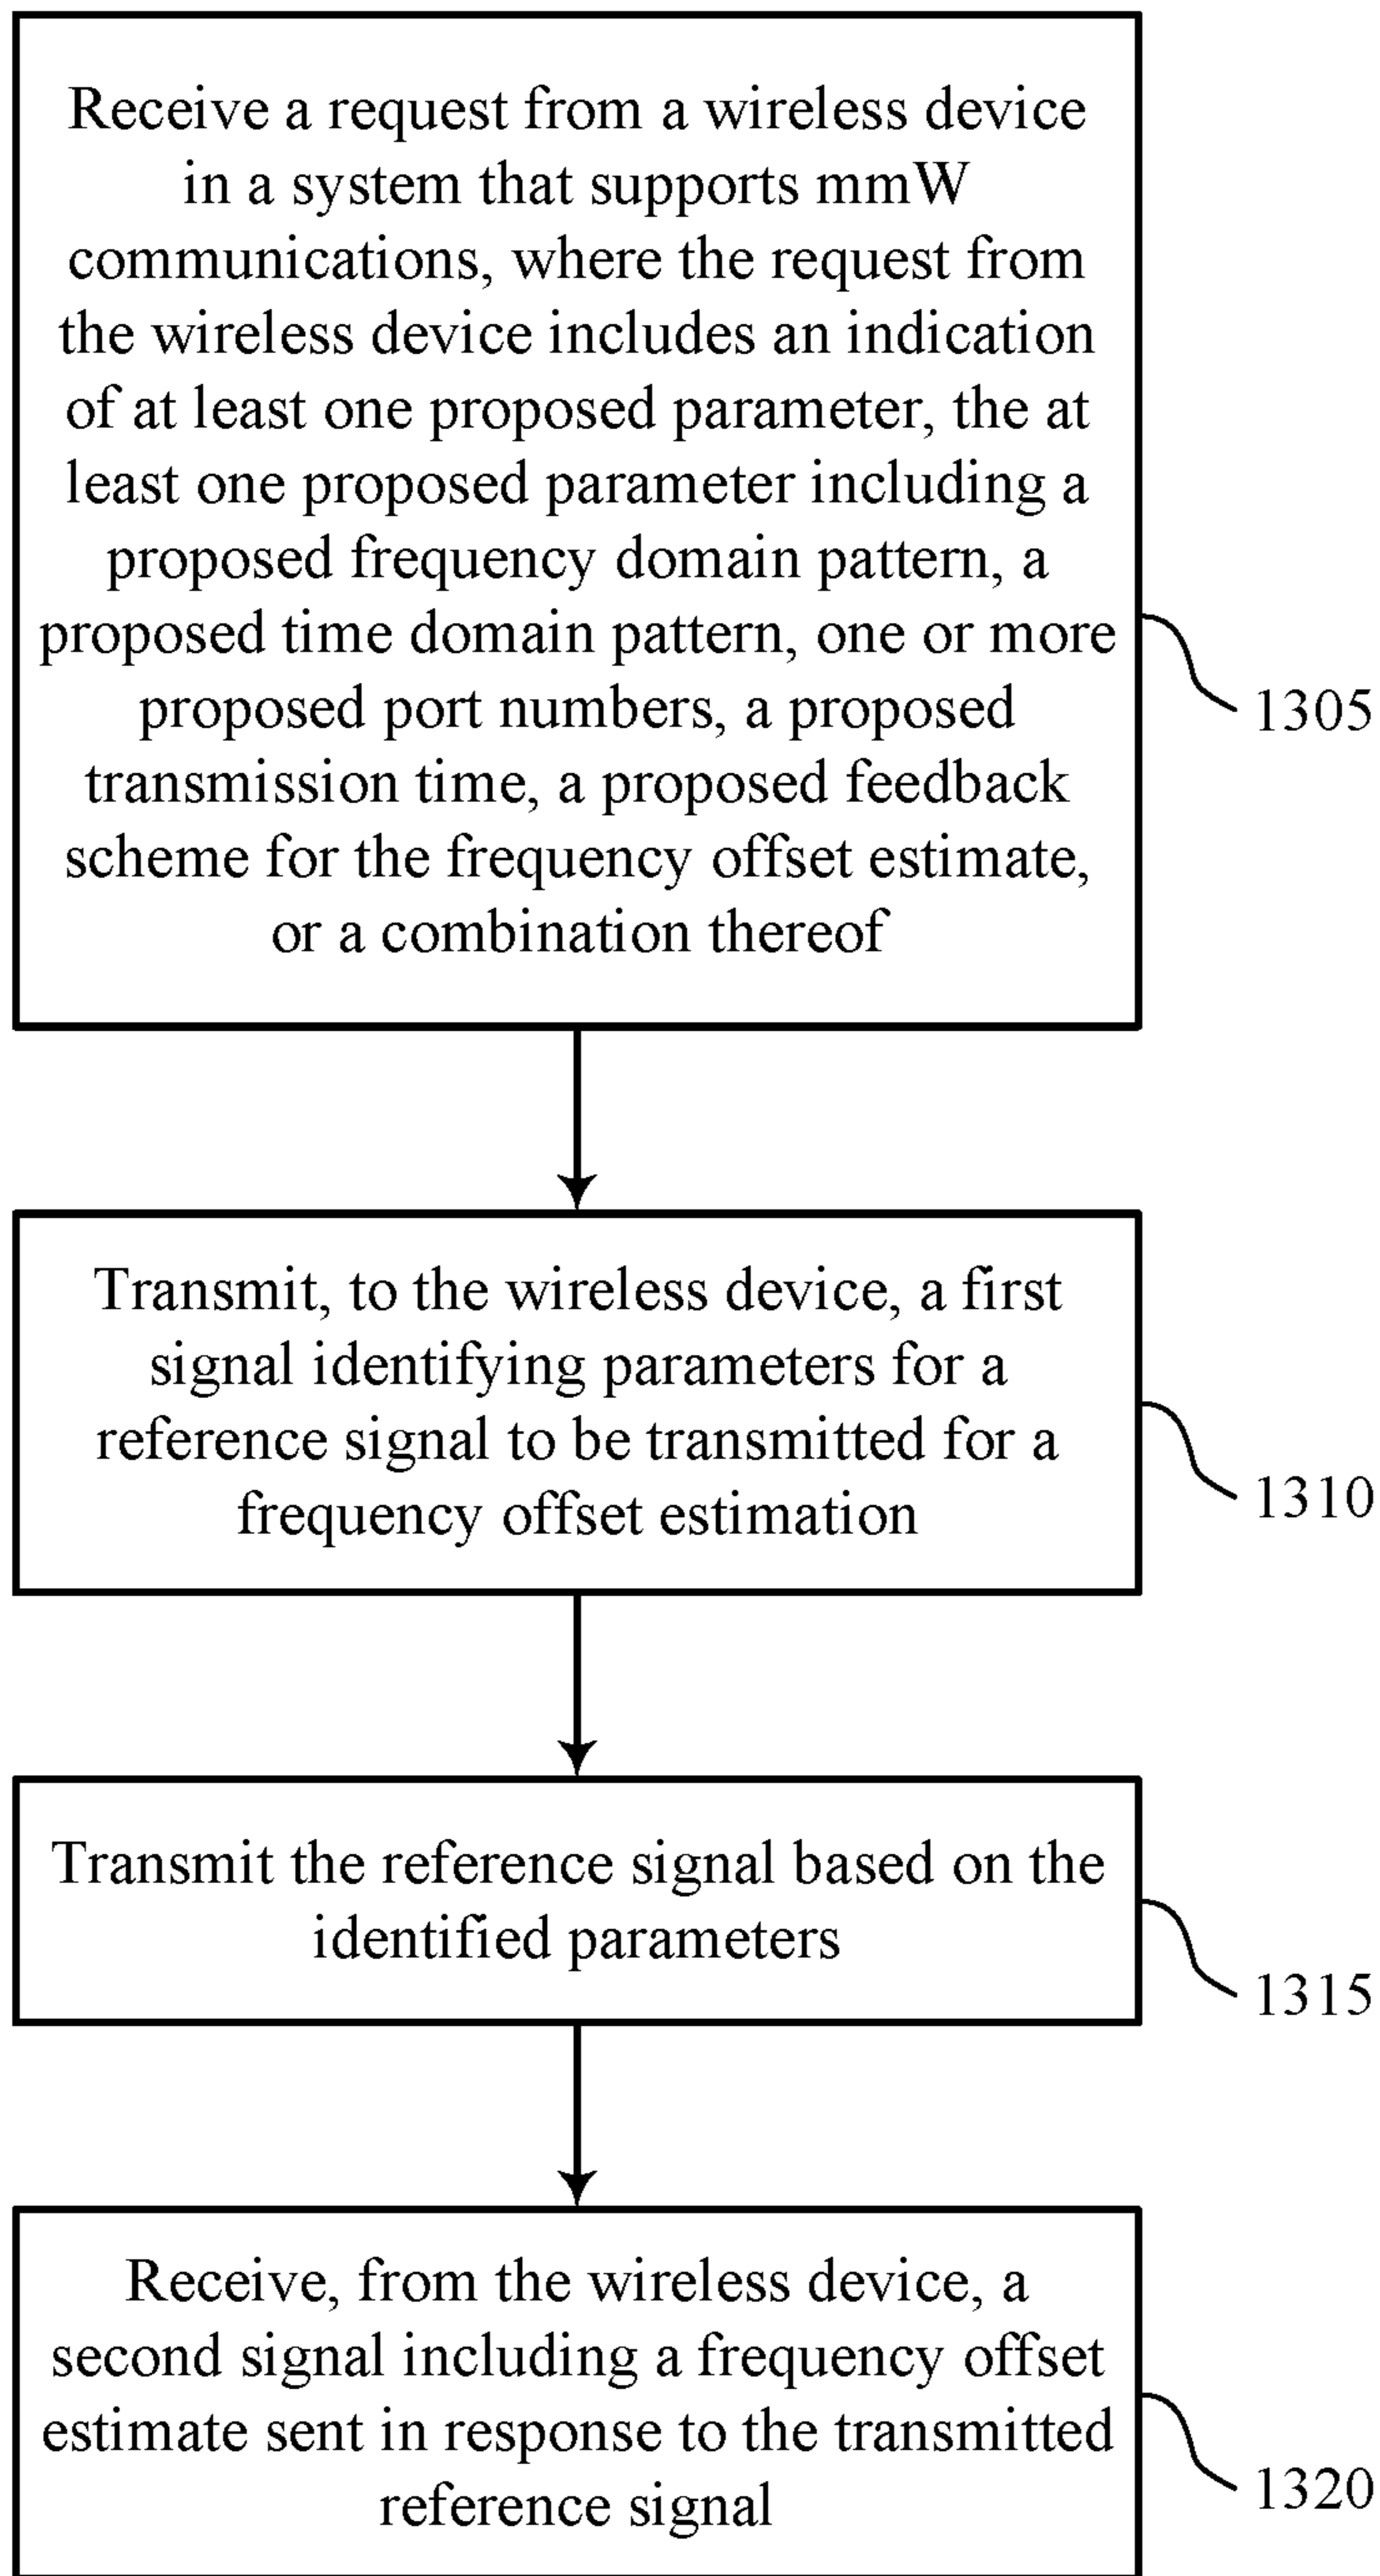 Receive a request from a wireless device
in a system that supports mmW
communications, where the request from
the wireless device includes an indication
of at least one proposed parameter, the at
least one proposed parameter including a
proposed frequency domain pattern, a
proposed time domain pattern, one or more
proposed port numbers, a proposed
transmission time, a proposed feedback
scheme for the frequency offset estimate,
or a combination thereof
1305
Transmit, to the wireless device, a first
signal identifying parameters for a
reference signal to be transmitted for a
frequency offset estimation
1310
Transmit the reference signal based on the
identified parameters
1315
Receive, from the wireless device, a
second signal including a frequency offset
estimate sent in response to the transmitted
reference signal
1320